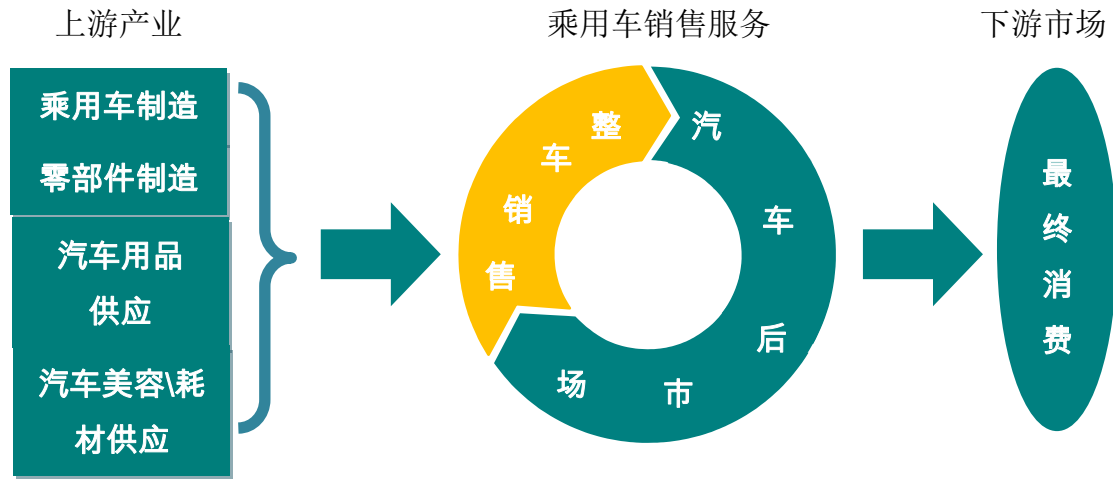 上游产业
乘用车销售服务
下游市场
乘用车制造
零部件制造
汽车用品
供应
汽车美容\耗
材供应
整车销售
汽车后市场
最
终
消
费